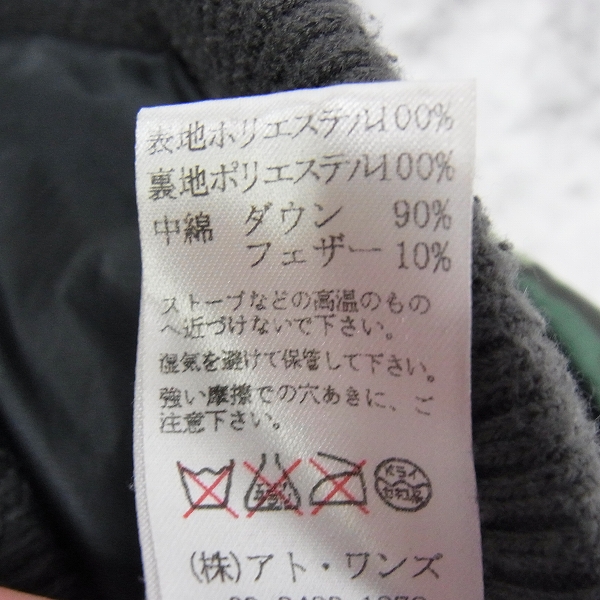 表地ポリエステル100%
裏地ポリエステル100%
中綿 ダウン 90%
フェザー 10%
ストーブなどの高温のもの
へ近づけないで下さい。
湿気を避けて保管して下さい。
強い摩擦での穴あきに、ご
注意下さい。
ドライ
セキユ系
(株)アト・ワンズ